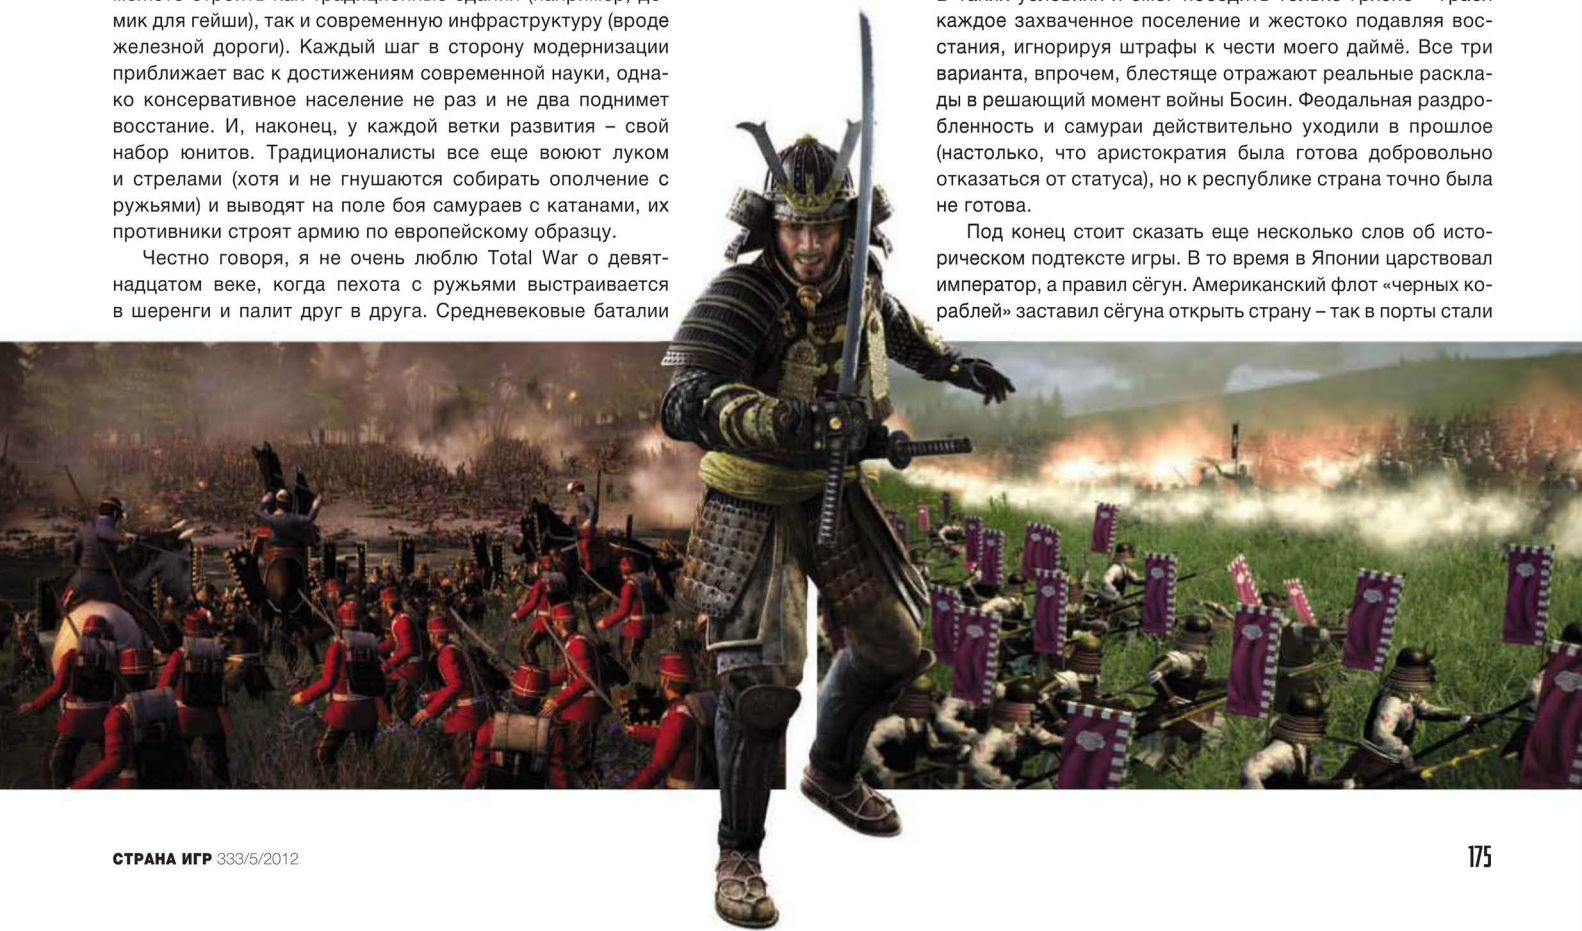 мик для гейши), так и современную инфраструктуру (вроде
железной дороги). Каждый шаг в сторону модернизации
приближает вас к достижениям современной науки, одна-
ко консервативное население не раз и не два поднимет
восстание. И, наконец, у каждой ветки развития – свой
набор юнитов. Традиционалисты все еще воюют луком
и стрелами (хотя и не гнушаются собирать ополчение с
ружьями) и выводят на поле боя самураев с катанами, их
противники строят армию по европейскому образцу.
Честно говоря, я не очень люблю Total War о девят-
надцатом веке, когда пехота с ружьями выстраивается
в шеренги и палит друг в друга. Средневековые баталии
каждое захваченное поселение и жестоко подавляя вос-
стания, игнорируя штрафы к чести моего даймё. Все три
варианта, впрочем, блестяще отражают реальные раскла-
ды в решающий момент войны Босин. Феодальная раздро-
бленность и самураи действительно уходили в прошлое
(настолько, что аристократия была готова добровольно
отказаться от статуса), но к республике страна точно была
не готова.
Под конец стоит сказать еще несколько слов об исто-
рическом подтексте игры. В то время в Японии царствовал
император, а правил сёгун. Американский флот «черных ко-
раблей» заставил сёгуна открыть страну – так в порты стали
СТРАНА ИГР 333/5/2012
175